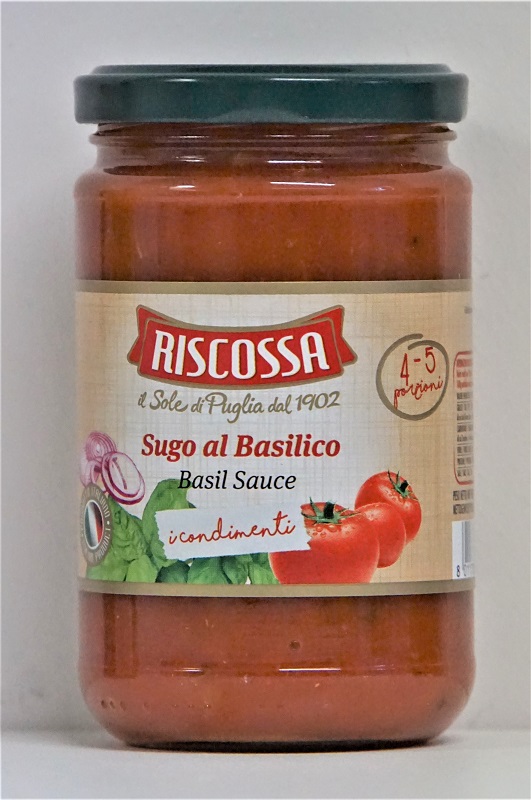 RISCOSSA
il Sole di Puglia dal 1902
4-5
porzioni
Sugo al Basilico
Basil Sauce
i condimenti